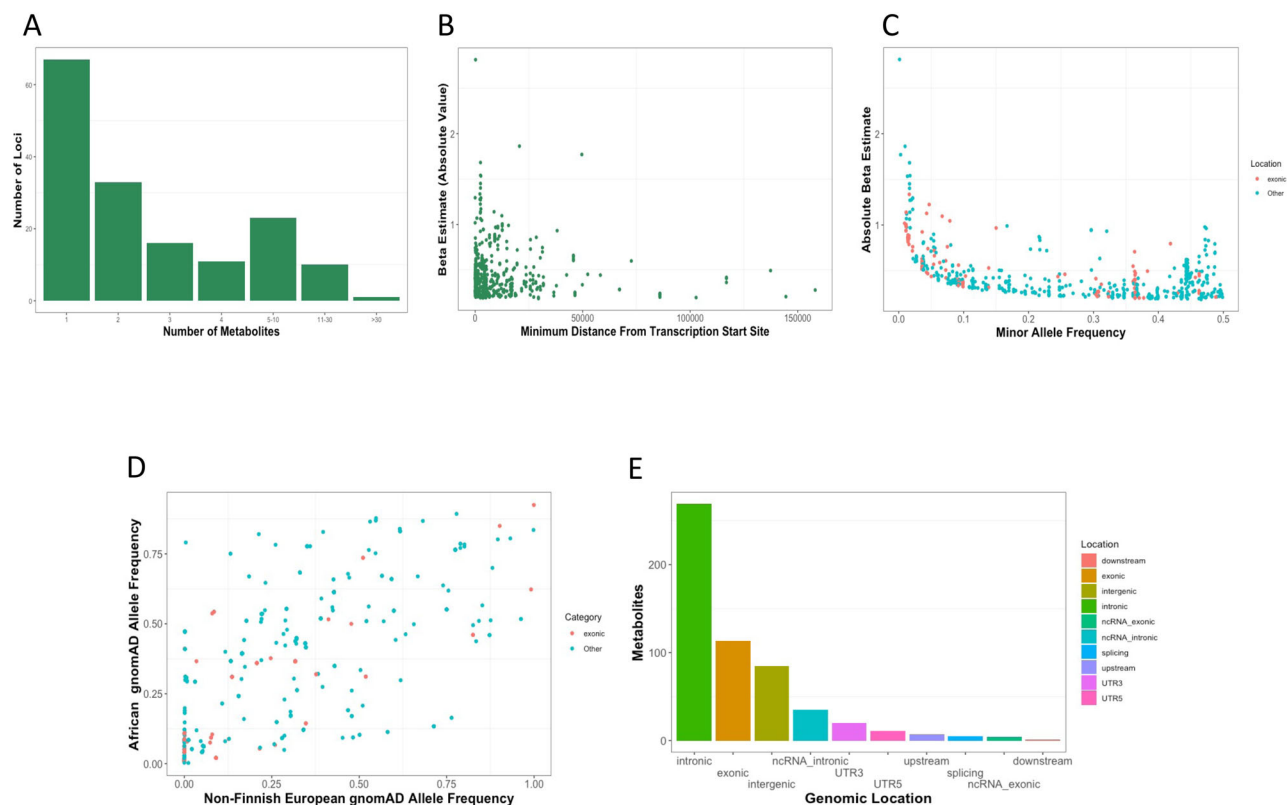 A
Number of Loci
60
40
20
0
1
2
3
4
5-10
11-30
>30
Number of Metabolites
B
Beta Estimate (Absolute Value)
2
1
0
50000
100000
150000
Minimum Distance From Transcription Start Site
C
Absolute Beta Estimate
2
1
0.0
0.1
0.2
0.3
0.4
0.5
Minor Allele Frequency
Location
exonic
Other
D
African gnomAD Allele Frequency
0.75
0.50
0.25
0.00
0.00
0.25
0.50
0.75
1.00
Non-Finnish European gnomAD Allele Frequency
Category
exonic
Other
E
Metabolites
200
100
0
intronic
exonic
intergenic
ncRNA_intronic
UTR3
UTR5
upstream
splicing
ncRNA_exonic
downstream
Genomic Location
Location
downstream
exonic
intergenic
intronic
ncRNA_exonic
ncRNA_intronic
splicing
upstream
UTR3
UTR5